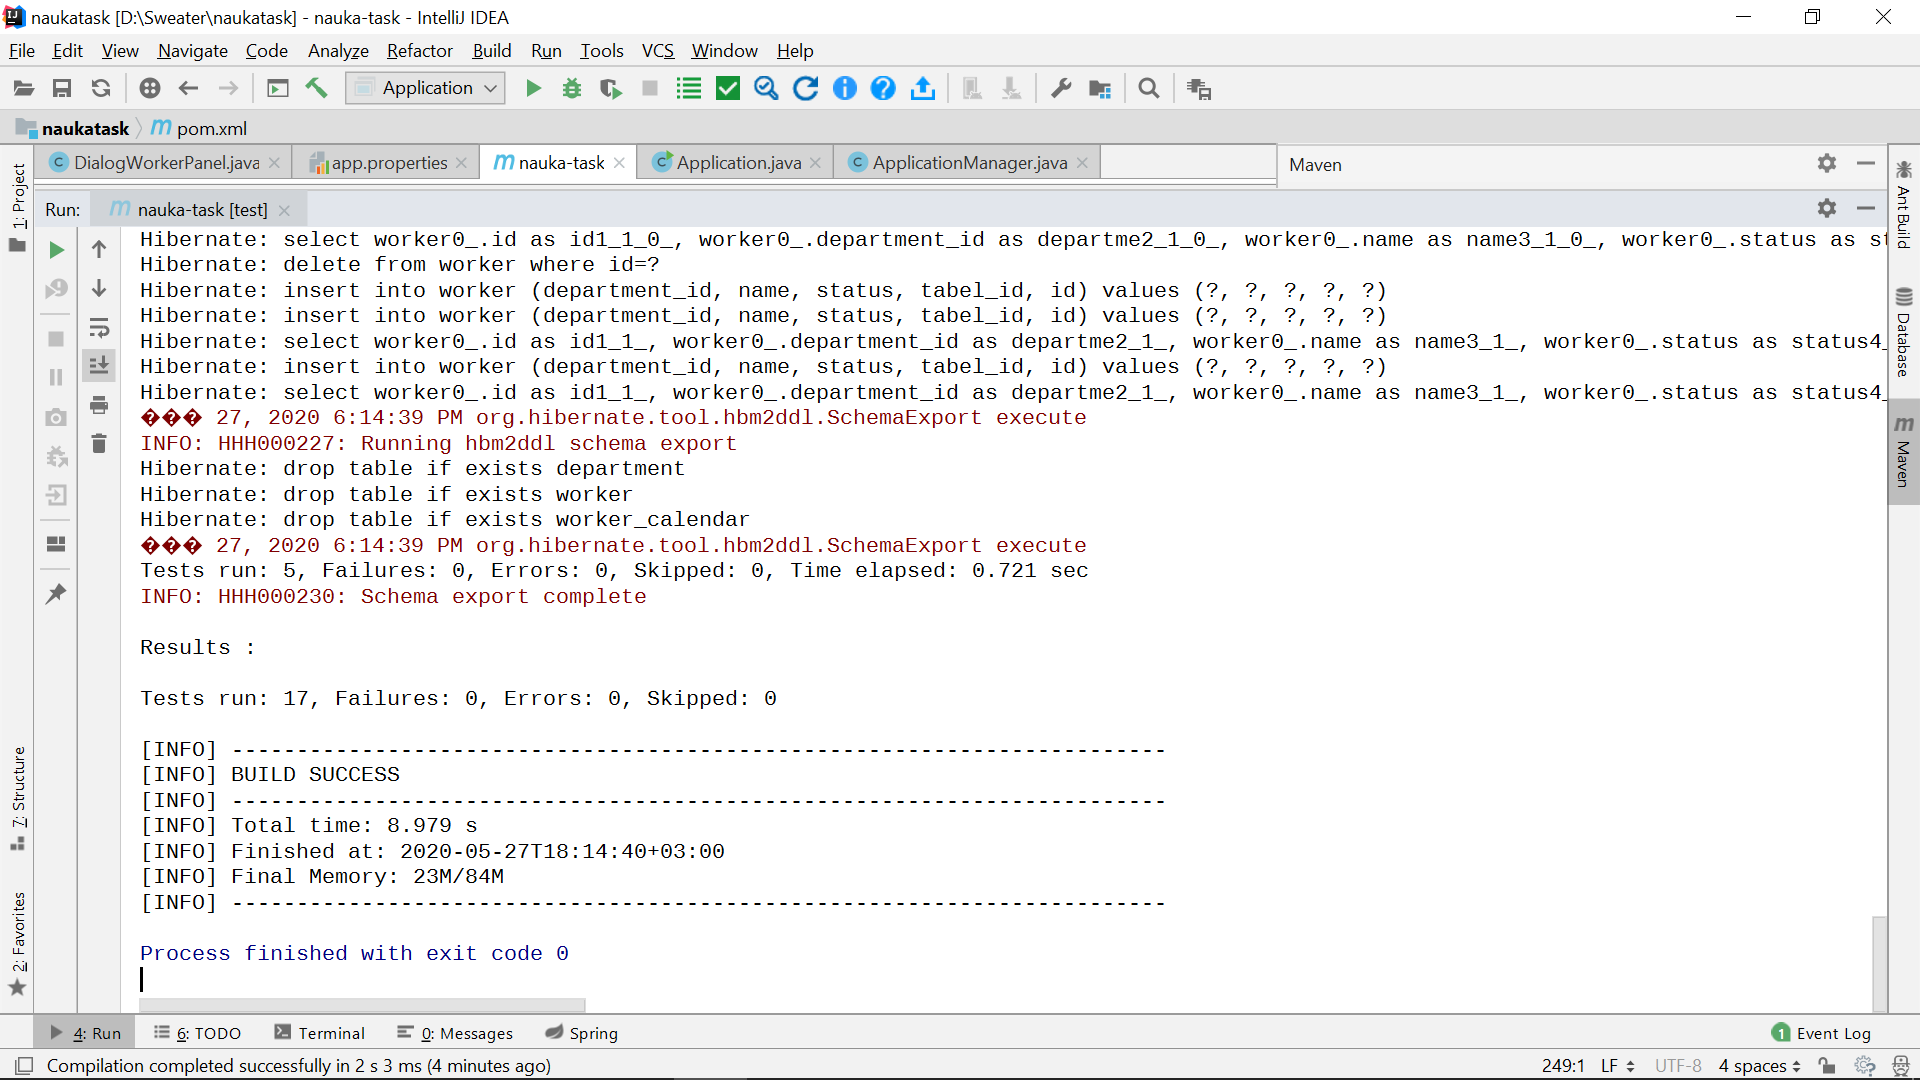 naukatask [D:\Sweater\naukatask] - nauka-task - IntelliJ IDEA
File Edit View Navigate Code Analyze Refactor Build Run Tools VCS Window Help
Application
naukatask pom.xml
DialogWorkerPanel.java app.properties nauka-task Application.java ApplicationManager.java Maven
Run: nauka-task [test]
1: Project
7: Structure
2: Favorites
Ant Build
Database
Maven
Hibernate: select worker0_.id as id1_1_0_, worker0_.department_id as departme2_1_0_, worker0_.name as name3_1_0_, worker0_.status as st
Hibernate: delete from worker where id=?
Hibernate: insert into worker (department_id, name, status, tabel_id, id) values (?, ?, ?, ?, ?)
Hibernate: insert into worker (department_id, name, status, tabel_id, id) values (?, ?, ?, ?, ?)
Hibernate: select worker0_.id as id1_1_, worker0_.department_id as departme2_1_, worker0_.name as name3_1_, worker0_.status as status4_
Hibernate: insert into worker (department_id, name, status, tabel_id, id) values (?, ?, ?, ?, ?)
Hibernate: select worker0_.id as id1_1_, worker0_.department_id as departme2_1_, worker0_.name as name3_1_, worker0_.status as status4_
��� 27, 2020 6:14:39 PM org.hibernate.tool.hbm2ddl.SchemaExport execute
INFO: HHH000227: Running hbm2ddl schema export
Hibernate: drop table if exists department
Hibernate: drop table if exists worker
Hibernate: drop table if exists worker_calendar
��� 27, 2020 6:14:39 PM org.hibernate.tool.hbm2ddl.SchemaExport execute
Tests run: 5, Failures: 0, Errors: 0, Skipped: 0, Time elapsed: 0.721 sec
INFO: HHH000230: Schema export complete
Results :
Tests run: 17, Failures: 0, Errors: 0, Skipped: 0
[INFO] ------------------------------------------------------------------------
[INFO] BUILD SUCCESS
[INFO] ------------------------------------------------------------------------
[INFO] Total time: 8.979 s
[INFO] Finished at: 2020-05-27T18:14:40+03:00
[INFO] Final Memory: 23M/84M
[INFO] ------------------------------------------------------------------------
Process finished with exit code 0
4: Run 6: TODO Terminal 0: Messages Spring 1 Event Log
Compilation completed successfully in 2 s 3 ms (4 minutes ago) 249:1 LF UTF-8 4 spaces